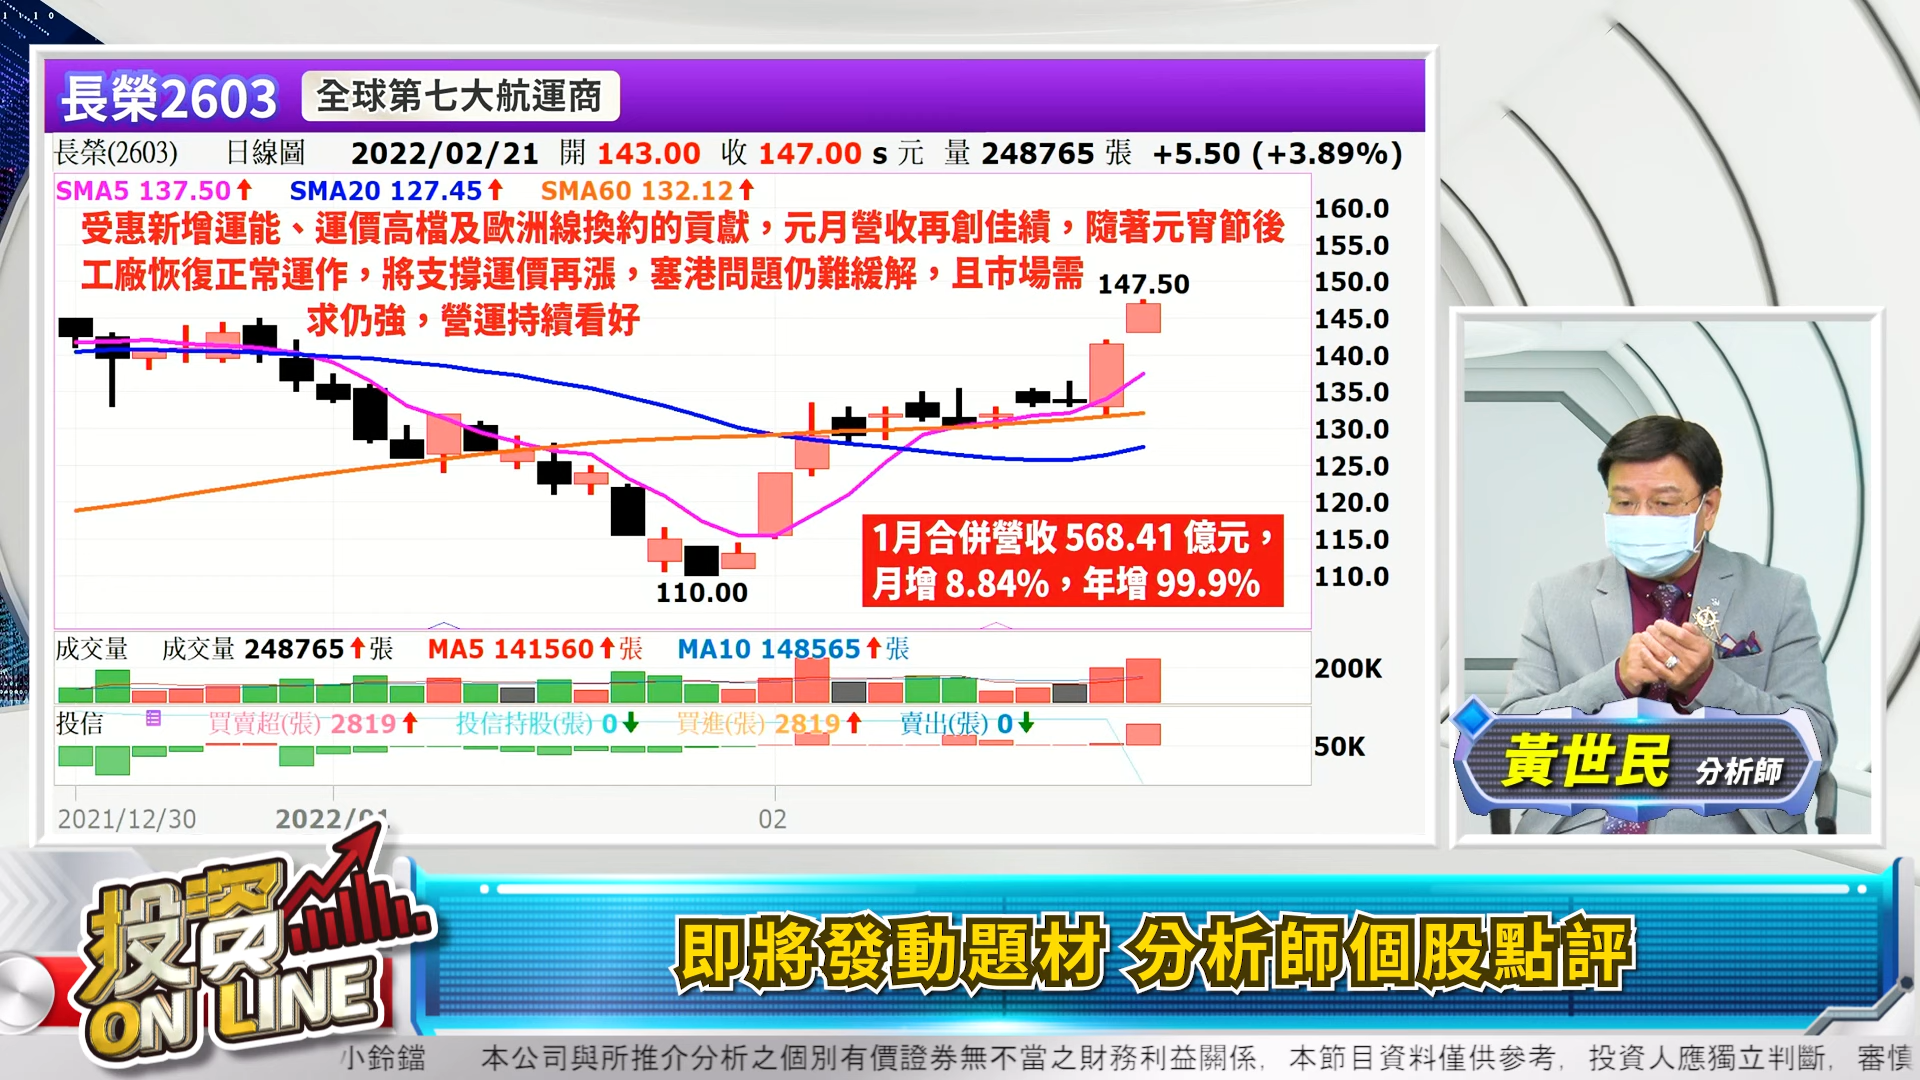 長榮2603 全球第七大航運商
長榮(2603) 日線圖 2022/02/21 開 143.00 收 147.00 s 元 量 248765 張 +5.50 (+3.89%)
SMA5 137.50↑ SMA20 127.45↑ SMA60 132.12↑
受惠新增運能、運價高檔及歐洲線換約的貢獻，元月營收再創佳績，隨著元宵節後
工廠恢復正常運作，將支撐運價再漲，塞港問題仍難緩解，且市場需
求仍強，營運持續看好
147.50
110.00
160.0
155.0
150.0
145.0
140.0
135.0
130.0
125.0
120.0
115.0
110.0
1月合併營收 568.41 億元，
月增 8.84%，年增 99.9%
成交量 成交量 248765↑張 MA5 141560↑張 MA10 148565↑張
200K
投信 買賣超(張) 2819↑ 投信持股(張) 0↓ 買進(張) 2819↑ 賣出(張) 0↓
50K
2021/12/30 2022/01 02
黃世民 分析師
投資
ON LINE
即將發動題材 分析師個股點評
小鈴鐺 本公司與所推介分析之個別有價證券無不當之財務利益關係, 本節目資料僅供參考, 投資人應獨立判斷, 審慎